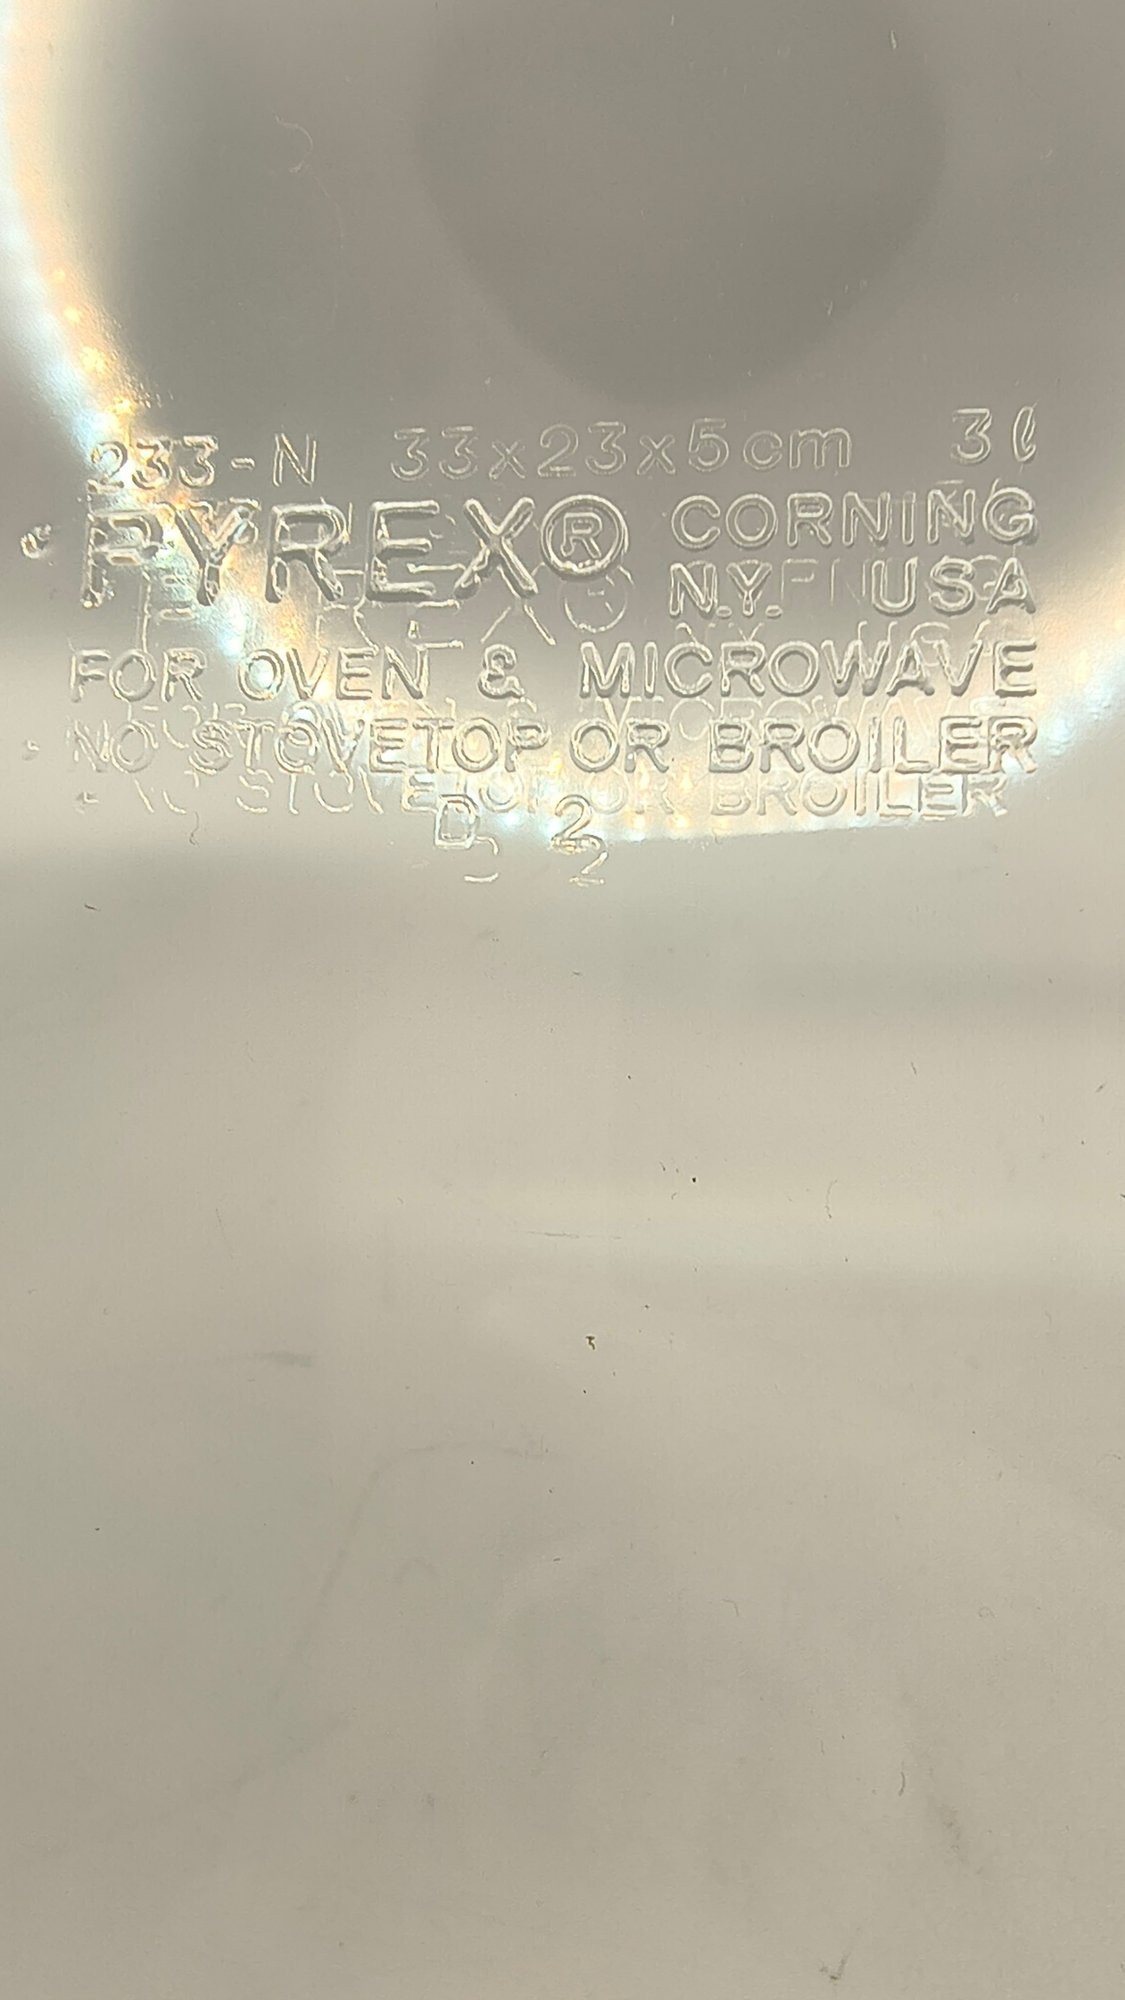 233-N 33x23x5cm 3ℓ
PYREX® CORNING
N.Y. USA
FOR OVEN & MICROWAVE
NO STOVETOP OR BROILER
D 2